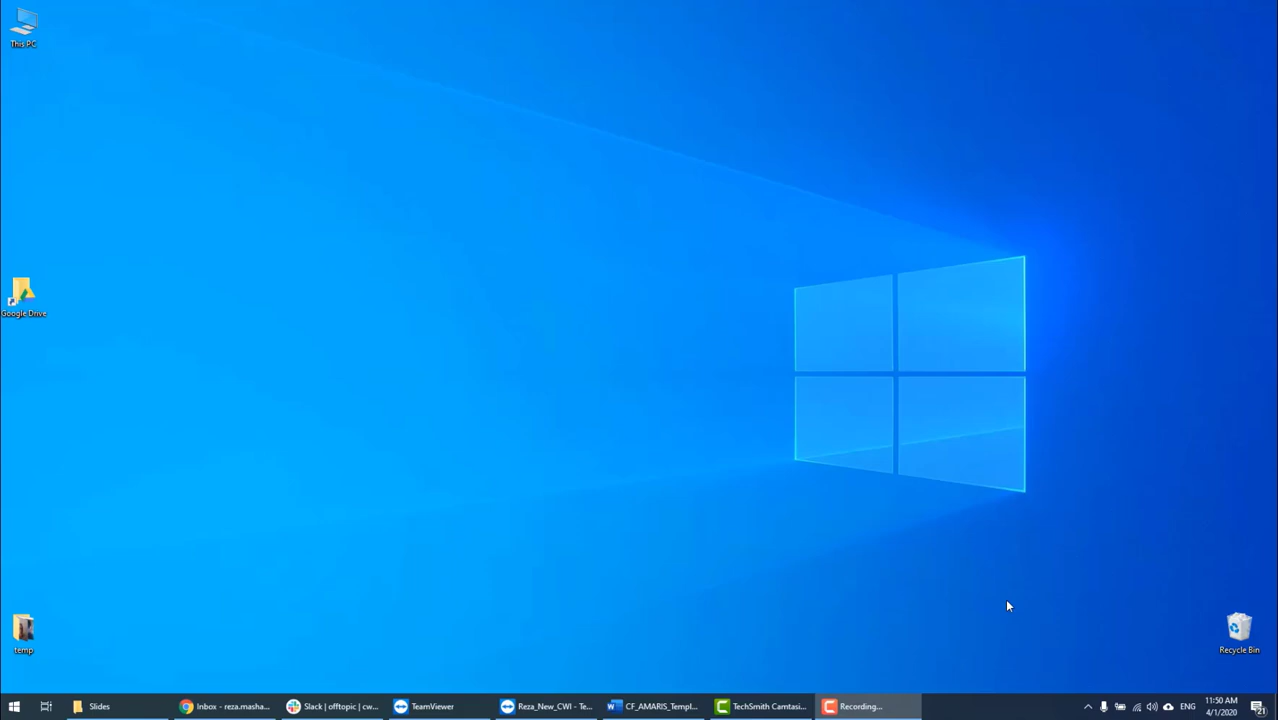 This PC
Google Drive
temp
Recycle Bin
Slides
Inbox - reza.masha...
Slack | offtopic | cw...
TeamViewer
Reza_New_CWI - Te...
CF_AMARIS_Templ...
TechSmith Camtasi...
Recording...
ENG
11:50 AM
4/1/2020
21